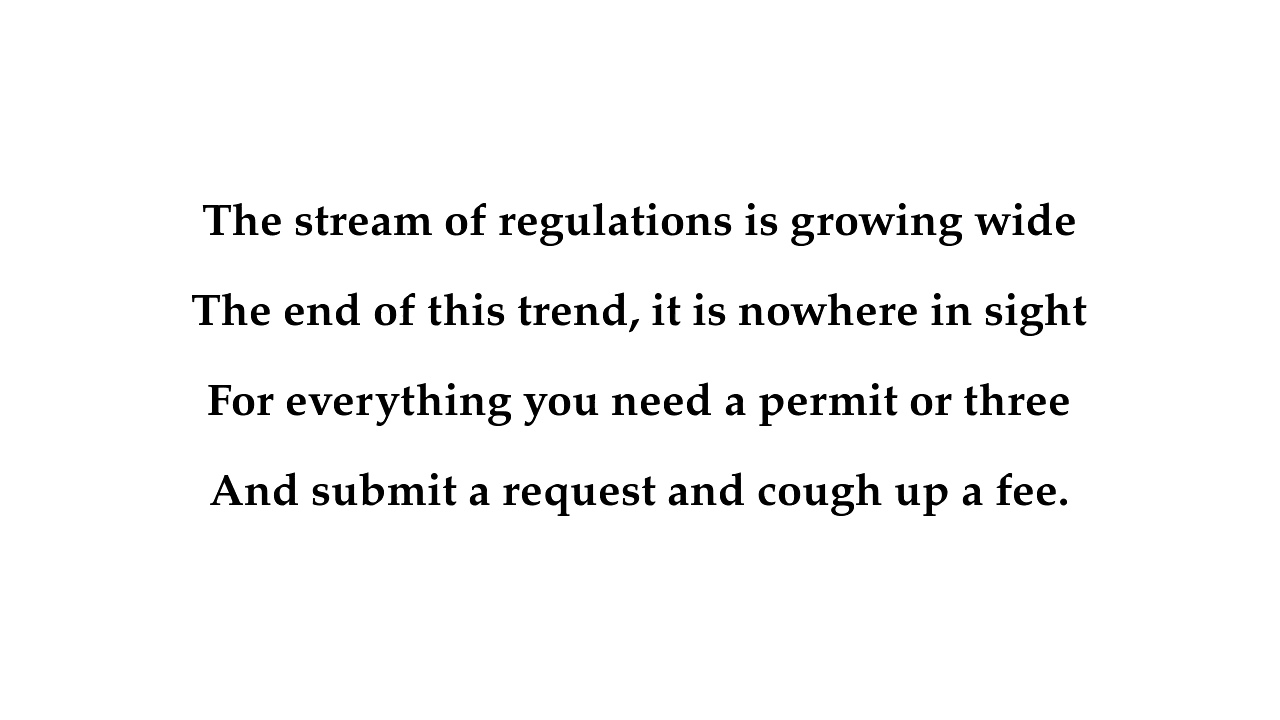 The stream of regulations is growing wide
The end of this trend, it is nowhere in sight
For everything you need a permit or three
And submit a request and cough up a fee.